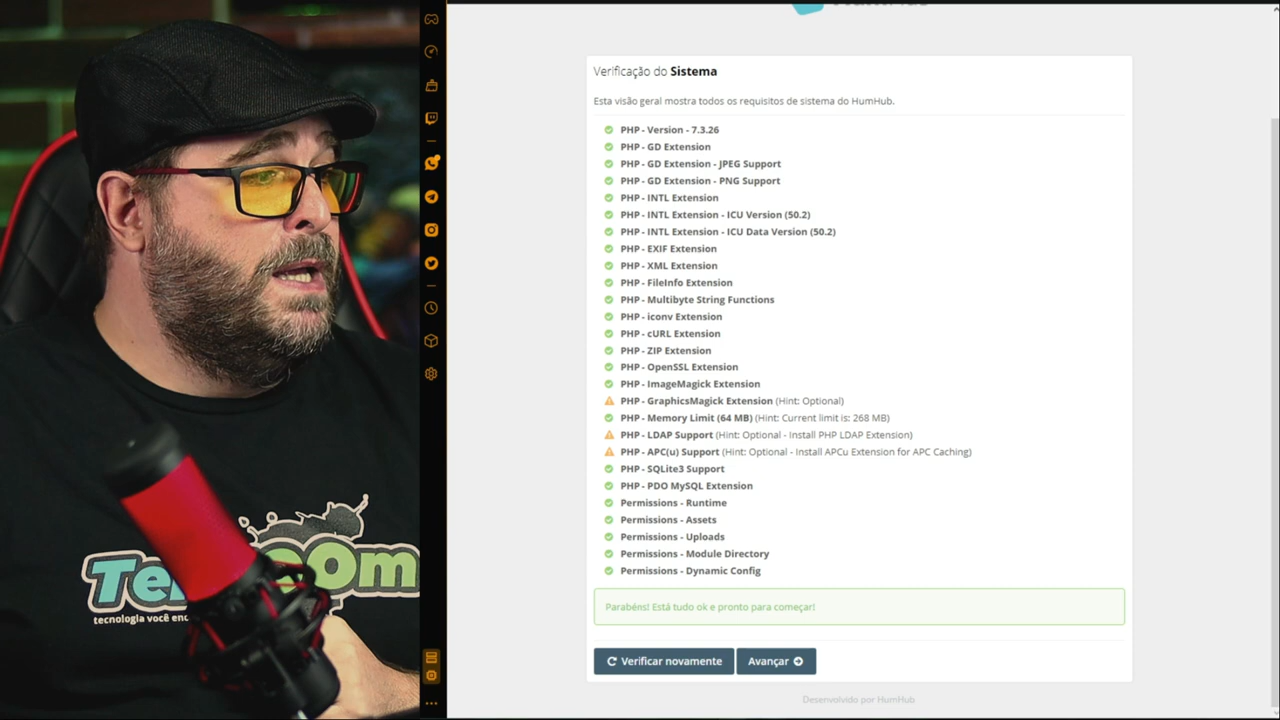 Verificação do Sistema
Esta visão geral mostra todos os requisitos de sistema do HumHub.
PHP - Version - 7.3.26
PHP - GD Extension
PHP - GD Extension - JPEG Support
PHP - GD Extension - PNG Support
PHP - INTL Extension
PHP - INTL Extension - ICU Version (50.2)
PHP - INTL Extension - ICU Data Version (50.2)
PHP - EXIF Extension
PHP - XML Extension
PHP - FileInfo Extension
PHP - Multibyte String Functions
PHP - iconv Extension
PHP - cURL Extension
PHP - ZIP Extension
PHP - OpenSSL Extension
PHP - ImageMagick Extension
PHP - GraphicsMagick Extension (Hint: Optional)
PHP - Memory Limit (64 MB) (Hint: Current limit is: 268 MB)
PHP - LDAP Support (Hint: Optional - Install PHP LDAP Extension)
PHP - APC(u) Support (Hint: Optional - Install APCu Extension for APC Caching)
PHP - SQLite3 Support
PHP - PDO MySQL Extension
Permissions - Runtime
Permissions - Assets
Permissions - Uploads
Permissions - Module Directory
Permissions - Dynamic Config
Parabéns! Está tudo ok e pronto para começar!
Verificar novamente
Avançar
Desenvolvido por HumHub
tecnologia você